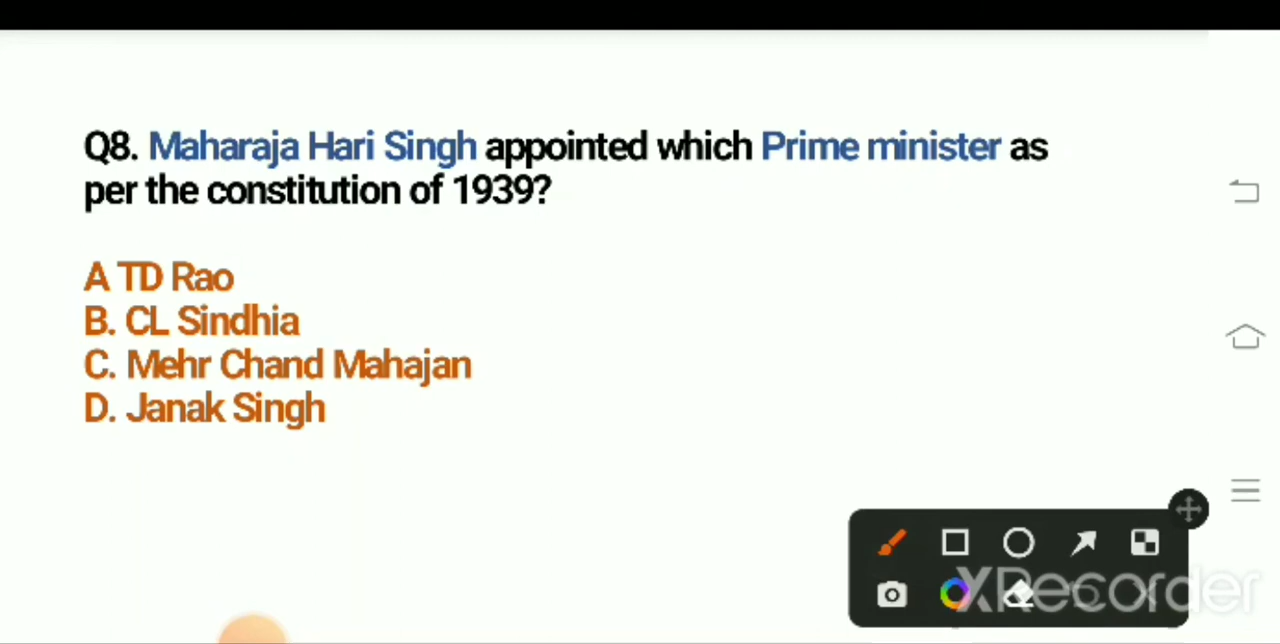 Q8. Maharaja Hari Singh appointed which Prime minister as
per the constitution of 1939?
A TD Rao
B. CL Sindhia
C. Mehr Chand Mahajan
D. Janak Singh
XRecorder